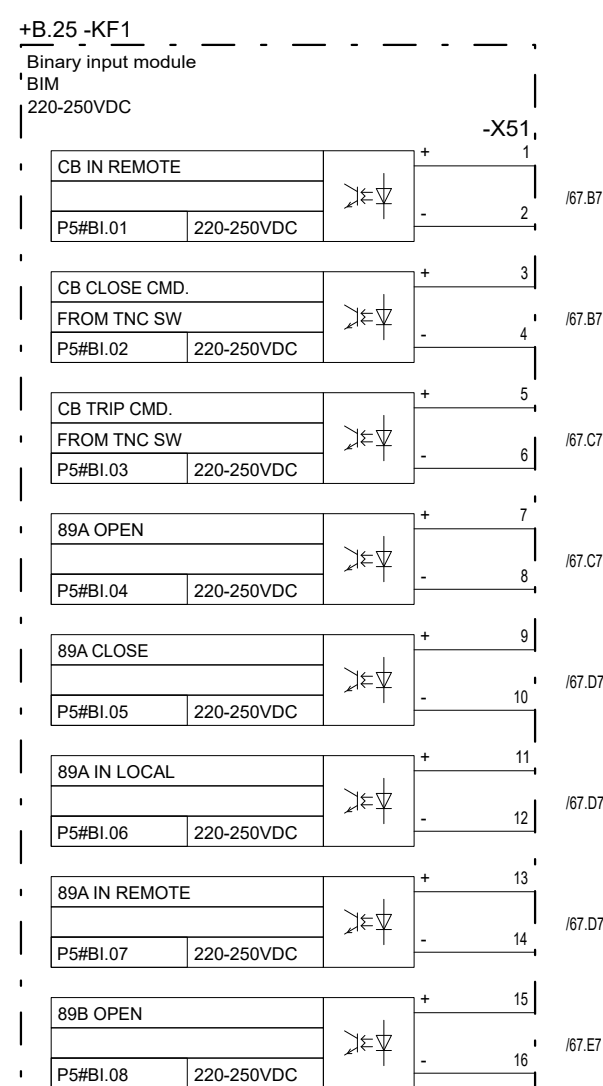 +B.25 -KF1
Binary input module
BIM
220-250VDC
-X51
CB IN REMOTE
+ 1
P5#BI.01 220-250VDC
- 2
/67.B7
CB CLOSE CMD.
FROM TNC SW
+ 3
P5#BI.02 220-250VDC
- 4
/67.B7
CB TRIP CMD.
FROM TNC SW
+ 5
P5#BI.03 220-250VDC
- 6
/67.C7
89A OPEN
+ 7
P5#BI.04 220-250VDC
- 8
/67.C7
89A CLOSE
+ 9
P5#BI.05 220-250VDC
- 10
/67.D7
89A IN LOCAL
+ 11
P5#BI.06 220-250VDC
- 12
/67.D7
89A IN REMOTE
+ 13
P5#BI.07 220-250VDC
- 14
/67.D7
89B OPEN
+ 15
P5#BI.08 220-250VDC
- 16
/67.E7